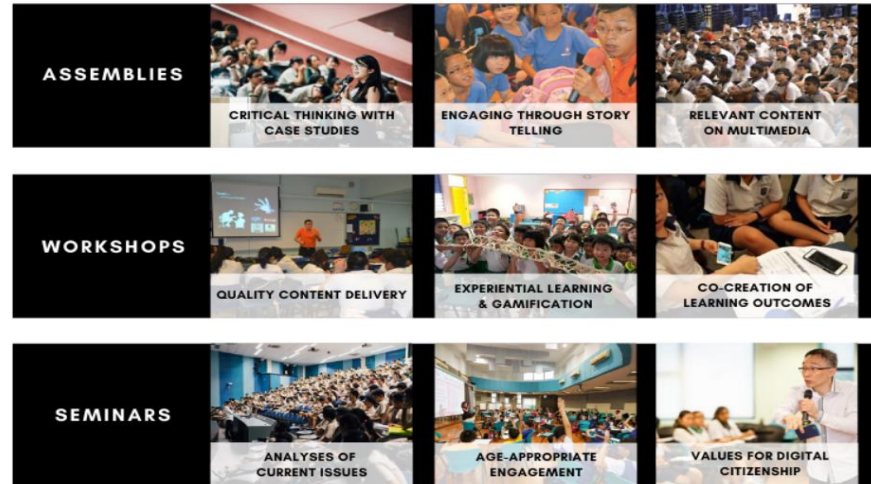 ASSEMBLIES
CRITICAL THINKING WITH
CASE STUDIES
ENGAGING THROUGH STORY
TELLING
RELEVANT CONTENT
ON MULTIMEDIA
WORKSHOPS
QUALITY CONTENT DELIVERY
EXPERIENTIAL LEARNING
& GAMIFICATION
CO-CREATION OF
LEARNING OUTCOMES
SEMINARS
ANALYSES OF
CURRENT ISSUES
AGE-APPROPRIATE
ENGAGEMENT
VALUES FOR DIGITAL
CITIZENSHIP